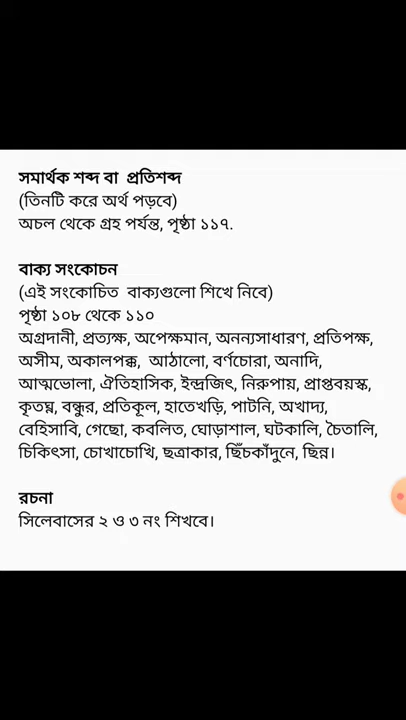 সমার্থক শব্দ বা প্রতিশব্দ
(তিনটি করে অর্থ পড়বে)
অচল থেকে গ্রহ পর্যন্ত, পৃষ্ঠা ১১৭.
বাক্য সংকোচন
(এই সংকোচিত বাক্যগুলো শিখে নিবে)
পৃষ্ঠা ১০৮ থেকে ১১০
অগ্রদানী, প্রত্যক্ষ, অপেক্ষমান, অনন্যসাধারণ, প্রতিপক্ষ,
অসীম, অকালপক্ক, আঠালো, বর্ণচোরা, অনাদি,
আত্মভোলা, ঐতিহাসিক, ইন্দ্রজিৎ, নিরুপায়, প্রাপ্তবয়স্ক,
কৃতঘ্ন, বন্ধুর, প্রতিকূল, হাতেখড়ি, পাটনি, অখাদ্য,
বেহিসাবি, গেছো, কবলিত, ঘোড়াশাল, ঘটকালি, চৈতালি,
চিকিৎসা, চোখাচোখি, ছত্রাকার, ছিঁচকাঁদুনে, ছিন্ন।
রচনা
সিলেবাসের ২ ও ৩ নং শিখবে।